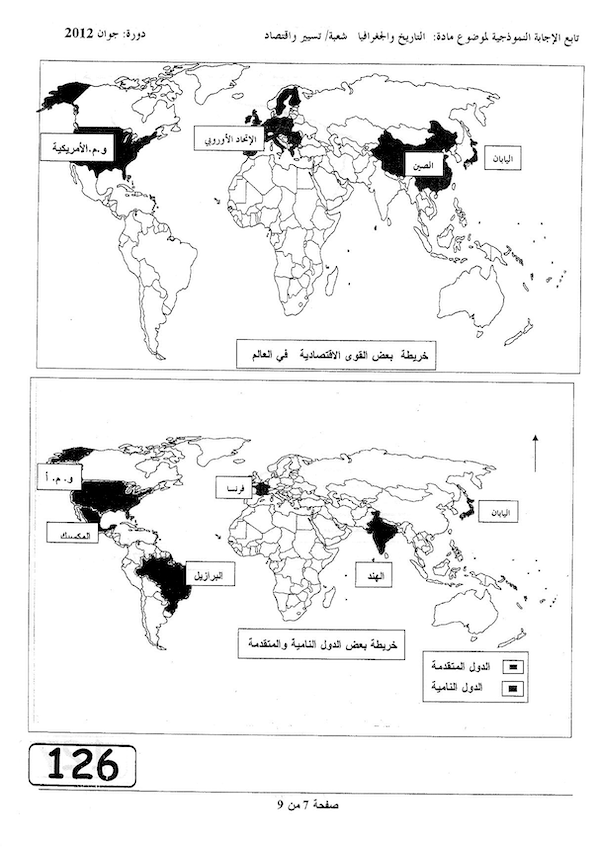 تابع الإجابة النموذجية لموضوع مادة: التاريخ والجغرافيا شعبة/ تسيير واقتصاد دورة: جوان 2012
و.م.الأمريكية
الإتحاد الأوروبي
الصين
اليابان
خريطة بعض القوى الاقتصادية في العالم
و. م. أ
فرنسا
اليابان
المكسيك
البرازيل
الهند
خريطة بعض الدول النامية والمتقدمة
الدول المتقدمة
الدول النامية
126
صفحة 7 من 9